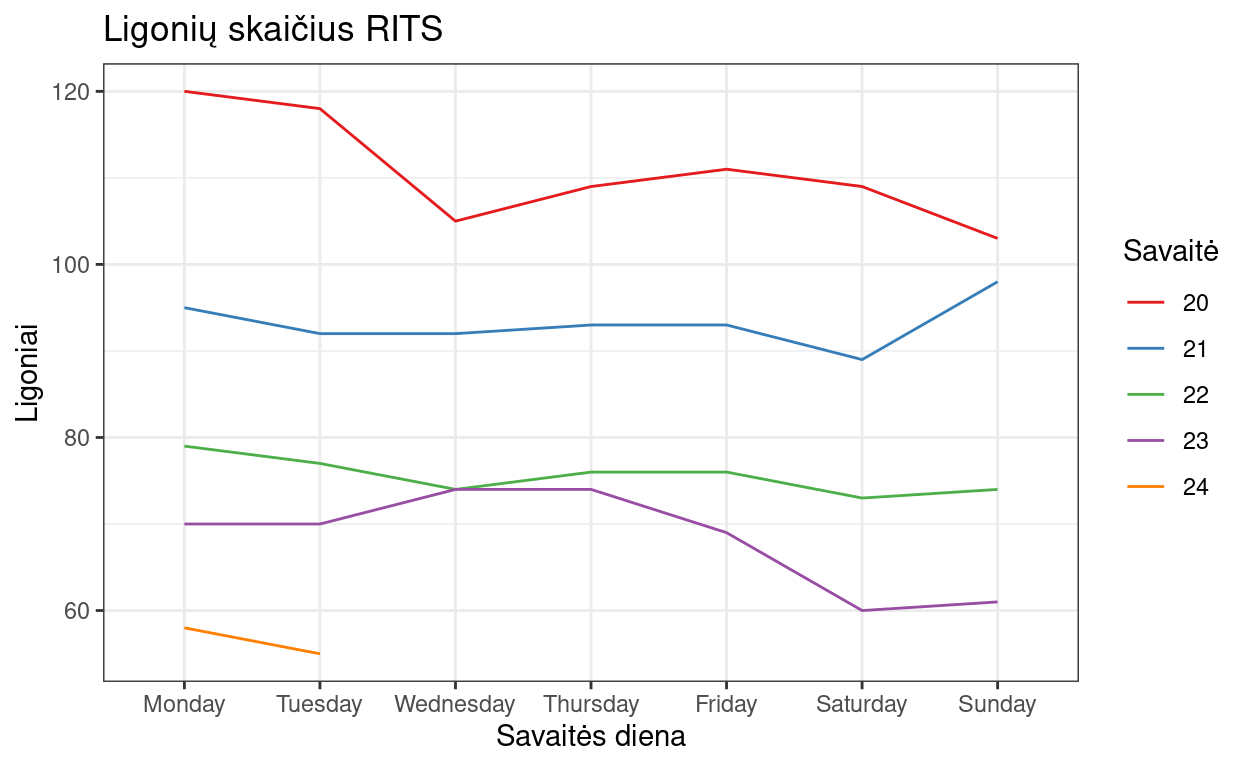 Ligonių skaičius RITS
120
100
80
60
Ligoniai
Monday Tuesday Wednesday Thursday Friday Saturday Sunday
Savaitės diena
Savaitė
20
21
22
23
24